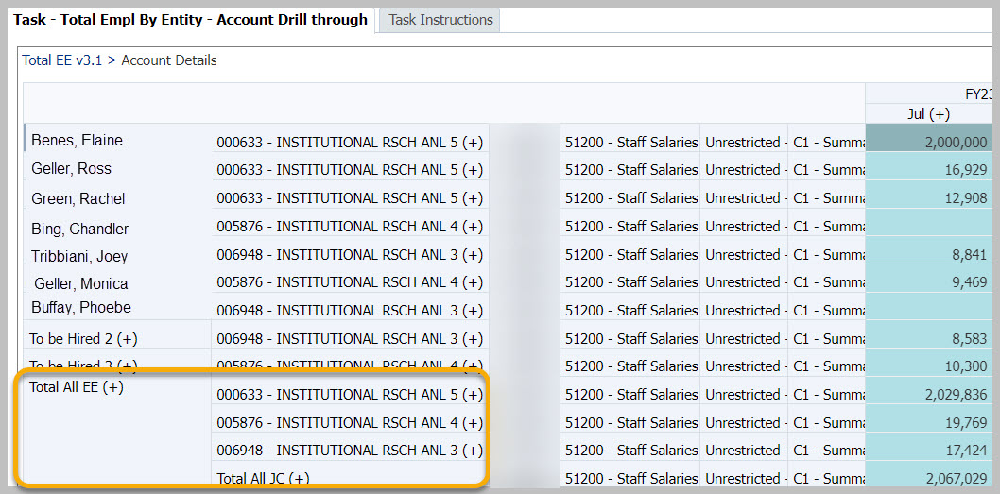 Task - Total Empl By Entity - Account Drill through Task Instructions
Total EE v3.1 > Account Details
FY23
Jul (+)
Benes, Elaine 000633 - INSTITUTIONAL RSCH ANL 5 (+) 51200 - Staff Salaries Unrestricted - C1 - Summa 2,000,000
Geller, Ross 000633 - INSTITUTIONAL RSCH ANL 5 (+) 51200 - Staff Salaries Unrestricted - C1 - Summa 16,929
Green, Rachel 000633 - INSTITUTIONAL RSCH ANL 5 (+) 51200 - Staff Salaries Unrestricted - C1 - Summa 12,908
Bing, Chandler 005876 - INSTITUTIONAL RSCH ANL 4 (+) 51200 - Staff Salaries Unrestricted - C1 - Summa
Tribbiani, Joey 006948 - INSTITUTIONAL RSCH ANL 3 (+) 51200 - Staff Salaries Unrestricted - C1 - Summa 8,841
Geller, Monica 005876 - INSTITUTIONAL RSCH ANL 4 (+) 51200 - Staff Salaries Unrestricted - C1 - Summa 9,469
Buffay, Phoebe 006948 - INSTITUTIONAL RSCH ANL 3 (+) 51200 - Staff Salaries Unrestricted - C1 - Summa
To be Hired 2 (+) 006948 - INSTITUTIONAL RSCH ANL 3 (+) 51200 - Staff Salaries Unrestricted - C1 - Summa 8,583
To be Hired 3 (+) 005876 - INSTITUTIONAL RSCH ANL 4 (+) 51200 - Staff Salaries Unrestricted - C1 - Summa 10,300
Total All EE (+) 000633 - INSTITUTIONAL RSCH ANL 5 (+) 51200 - Staff Salaries Unrestricted - C1 - Summa 2,029,836
005876 - INSTITUTIONAL RSCH ANL 4 (+) 51200 - Staff Salaries Unrestricted - C1 - Summa 19,769
006948 - INSTITUTIONAL RSCH ANL 3 (+) 51200 - Staff Salaries Unrestricted - C1 - Summa 17,424
Total All JC (+) 51200 - Staff Salaries Unrestricted - C1 - Summa 2,067,029